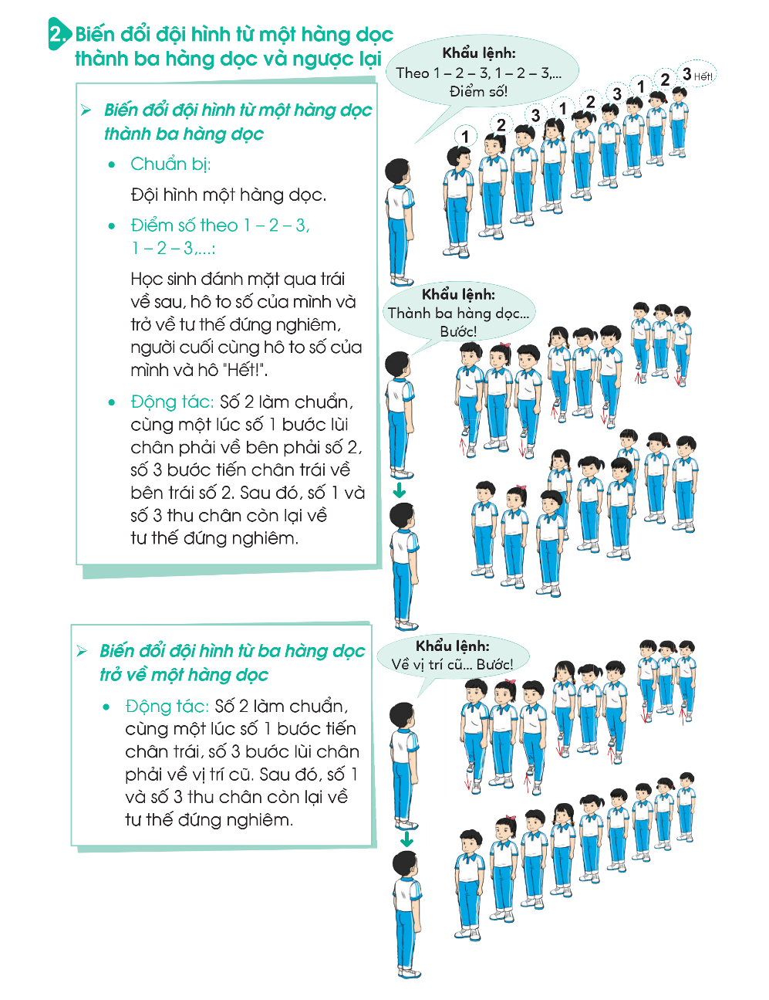 2. Biến đổi đội hình từ một hàng dọc
thành ba hàng dọc và ngược lại
Biến đổi đội hình từ một hàng dọc
thành ba hàng dọc
• Chuẩn bị:
Đội hình một hàng dọc.
• Điểm số theo 1 – 2 – 3,
1 – 2 – 3,...:
Học sinh đánh mặt qua trái
về sau, hô to số của mình và
trở về tư thế đứng nghiêm,
người cuối cùng hô to số của
mình và hô "Hết!".
• Động tác: Số 2 làm chuẩn,
cùng một lúc số 1 bước lùi
chân phải về bên phải số 2,
số 3 bước tiến chân trái về
bên trái số 2. Sau đó, số 1 và
số 3 thu chân còn lại về
tư thế đứng nghiêm.
Khẩu lệnh:
Theo 1 – 2 – 3, 1 – 2 – 3,...
Điểm số!
1 2 3 1 2 3 1 2 3 Hết!
Khẩu lệnh:
Thành ba hàng dọc...
Bước!
Biến đổi đội hình từ ba hàng dọc
trở về một hàng dọc
• Động tác: Số 2 làm chuẩn,
cùng một lúc số 1 bước tiến
chân trái, số 3 bước lùi chân
phải về vị trí cũ. Sau đó, số 1
và số 3 thu chân còn lại về
tư thế đứng nghiêm.
Khẩu lệnh:
Về vị trí cũ... Bước!